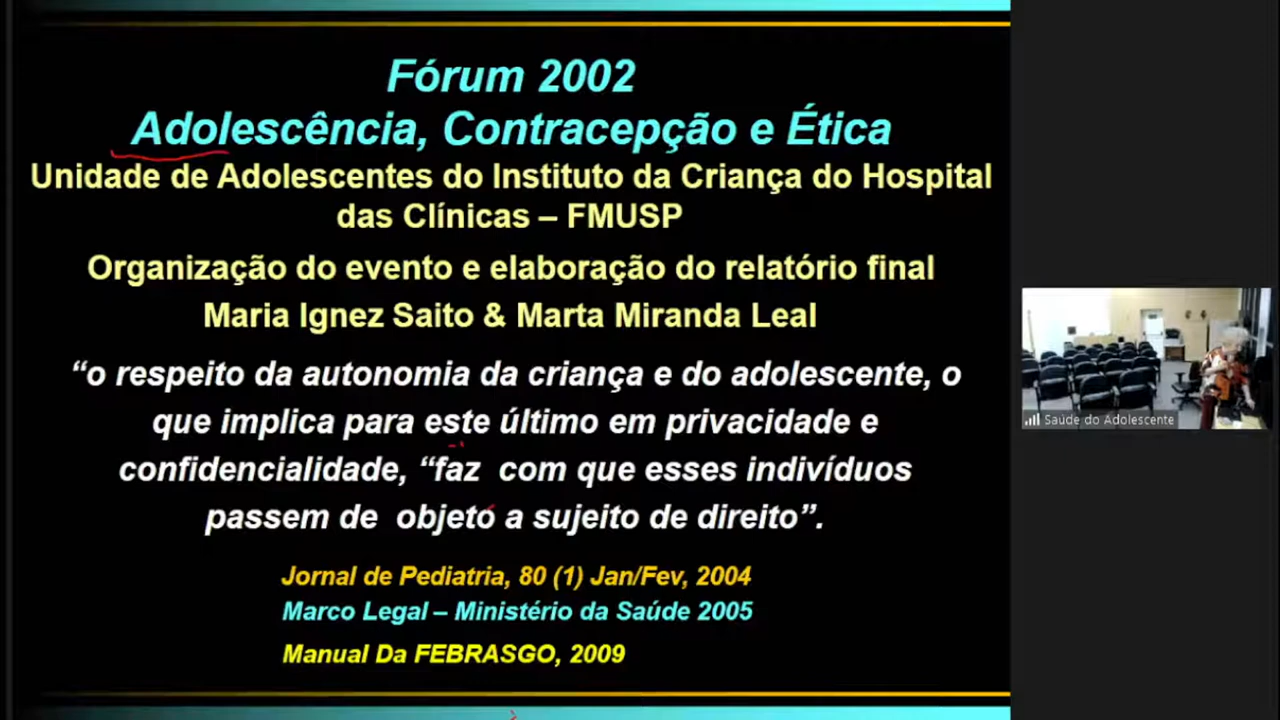 Fórum 2002
Adolescência, Contracepção e Ética
Unidade de Adolescentes do Instituto da Criança do Hospital
das Clínicas – FMUSP
Organização do evento e elaboração do relatório final
Maria Ignez Saito & Marta Miranda Leal
“o respeito da autonomia da criança e do adolescente, o
que implica para este último em privacidade e
confidencialidade, “faz com que esses indivíduos
passem de objeto a sujeito de direito”.
Jornal de Pediatria, 80 (1) Jan/Fev, 2004
Marco Legal – Ministério da Saúde 2005
Manual Da FEBRASGO, 2009
Saúde do Adolescente